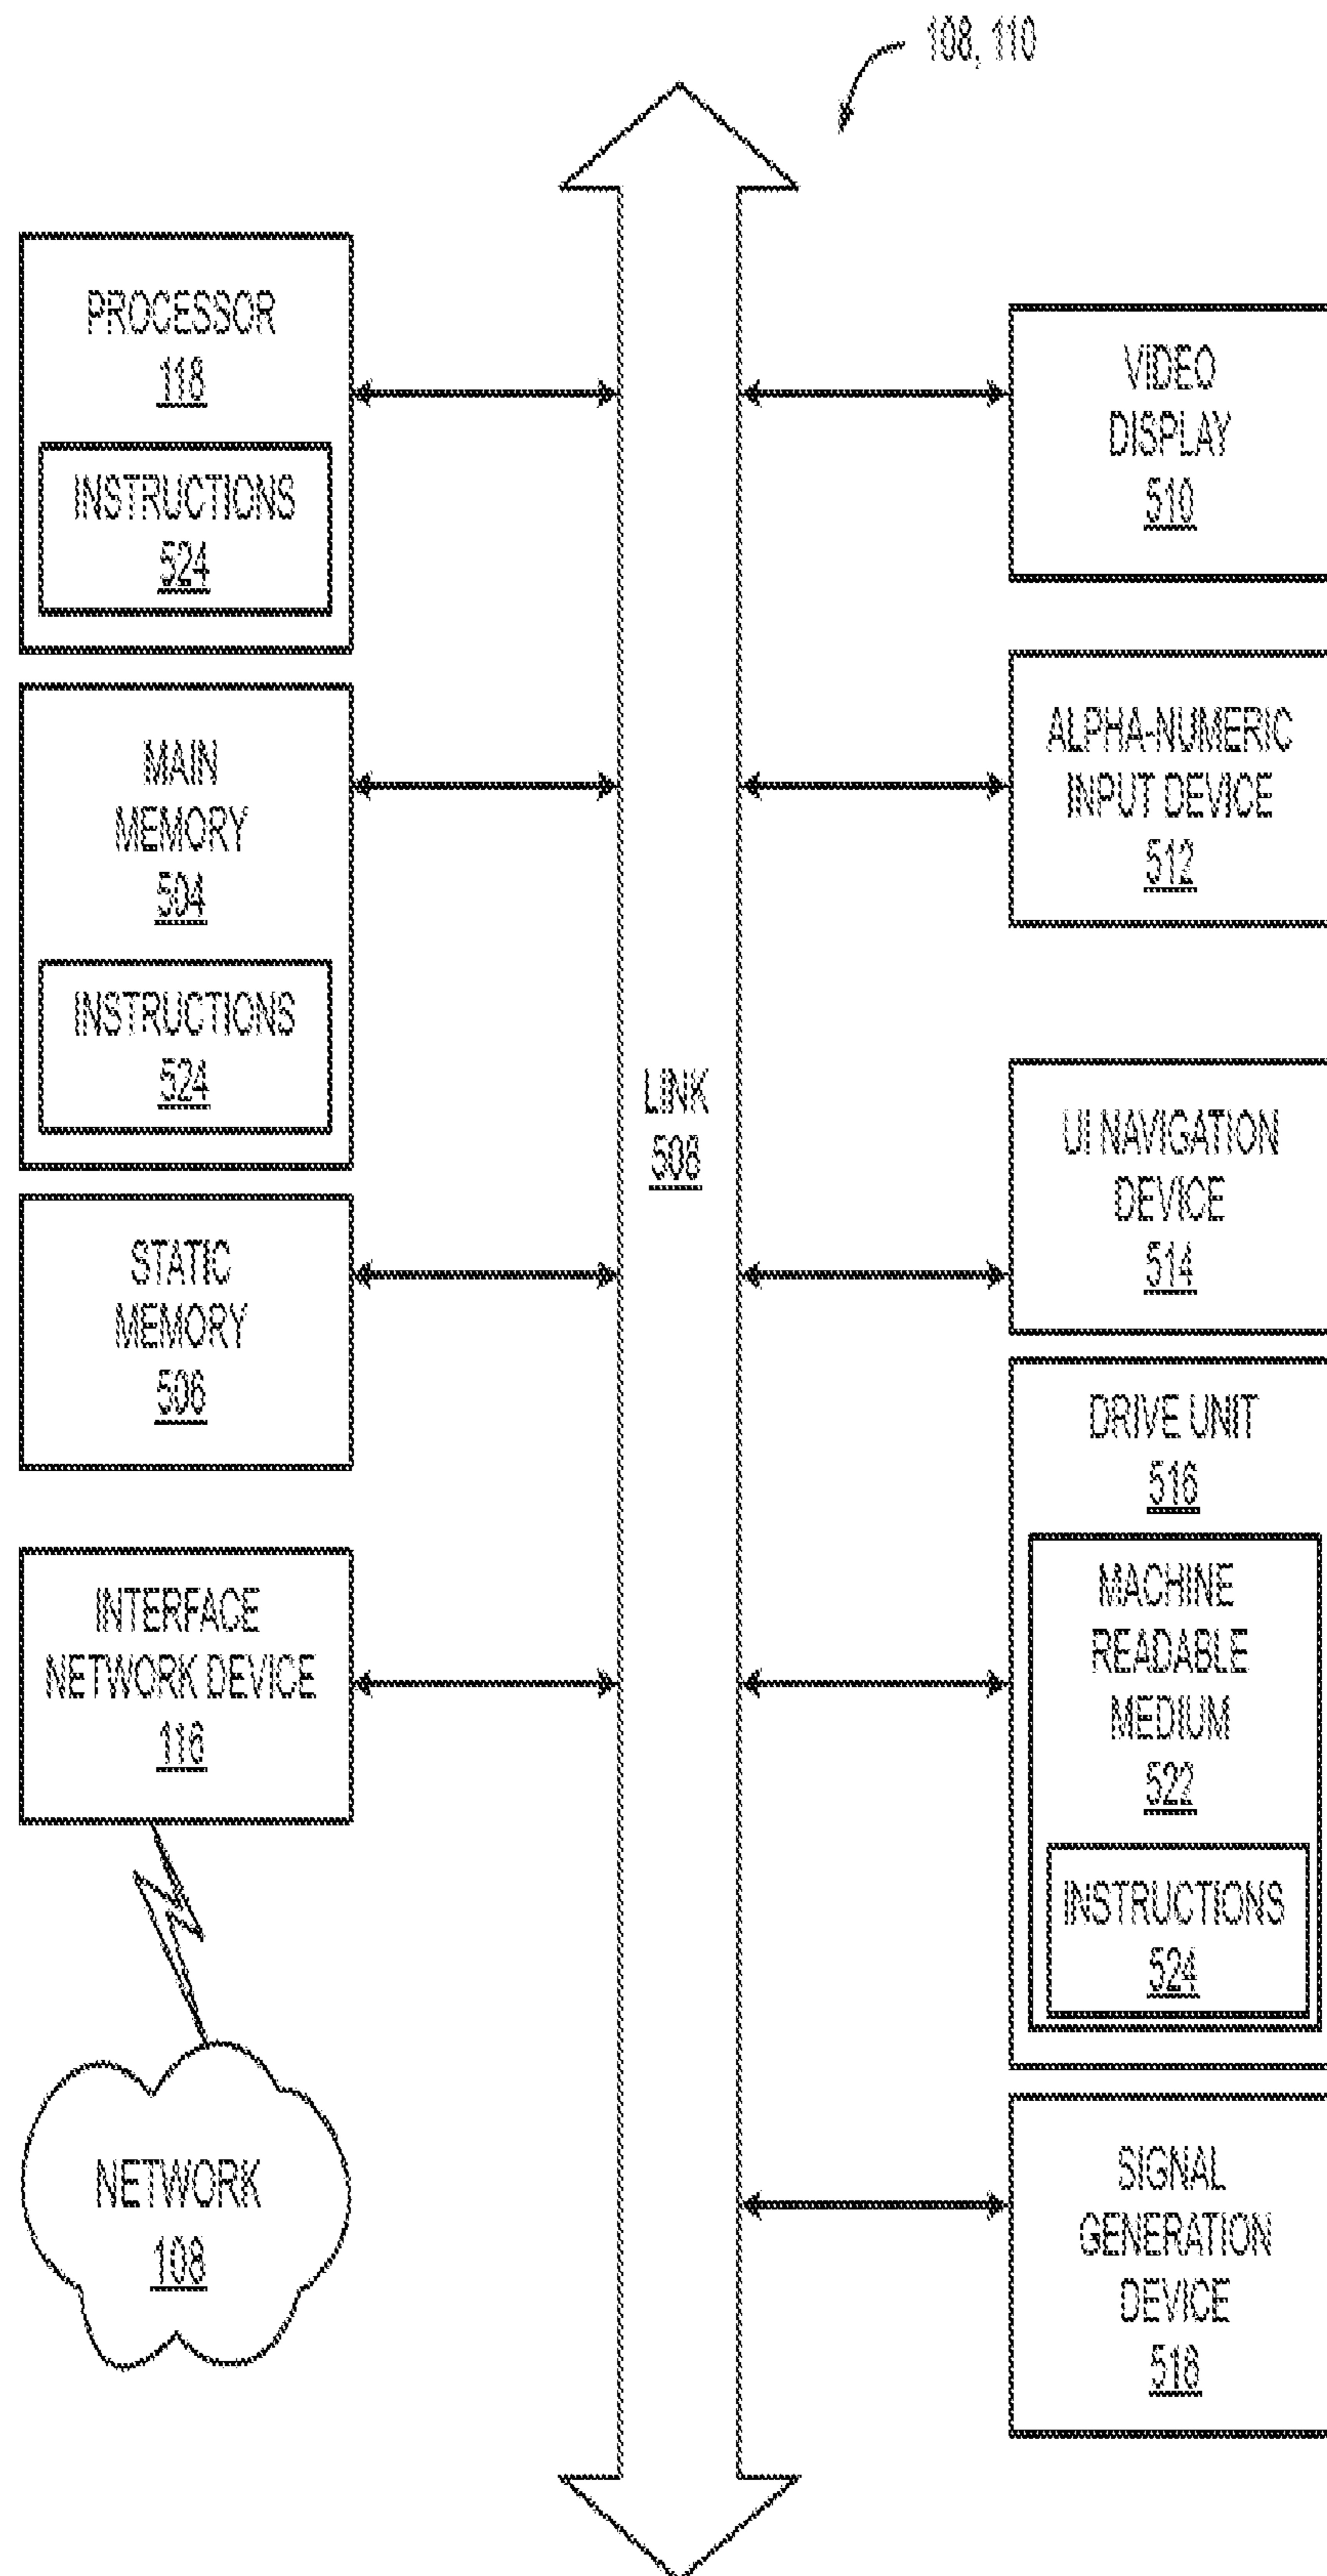 108, 110
PROCESSOR
118
INSTRUCTIONS
524
MAIN
MEMORY
504
INSTRUCTIONS
524
STATIC
MEMORY
506
INTERFACE
NETWORK DEVICE
116
NETWORK
108
LINK
508
VIDEO
DISPLAY
510
ALPHA-NUMERIC
INPUT DEVICE
512
UI NAVIGATION
DEVICE
514
DRIVE UNIT
516
MACHINE
READABLE
MEDIUM
522
INSTRUCTIONS
524
SIGNAL
GENERATION
DEVICE
518